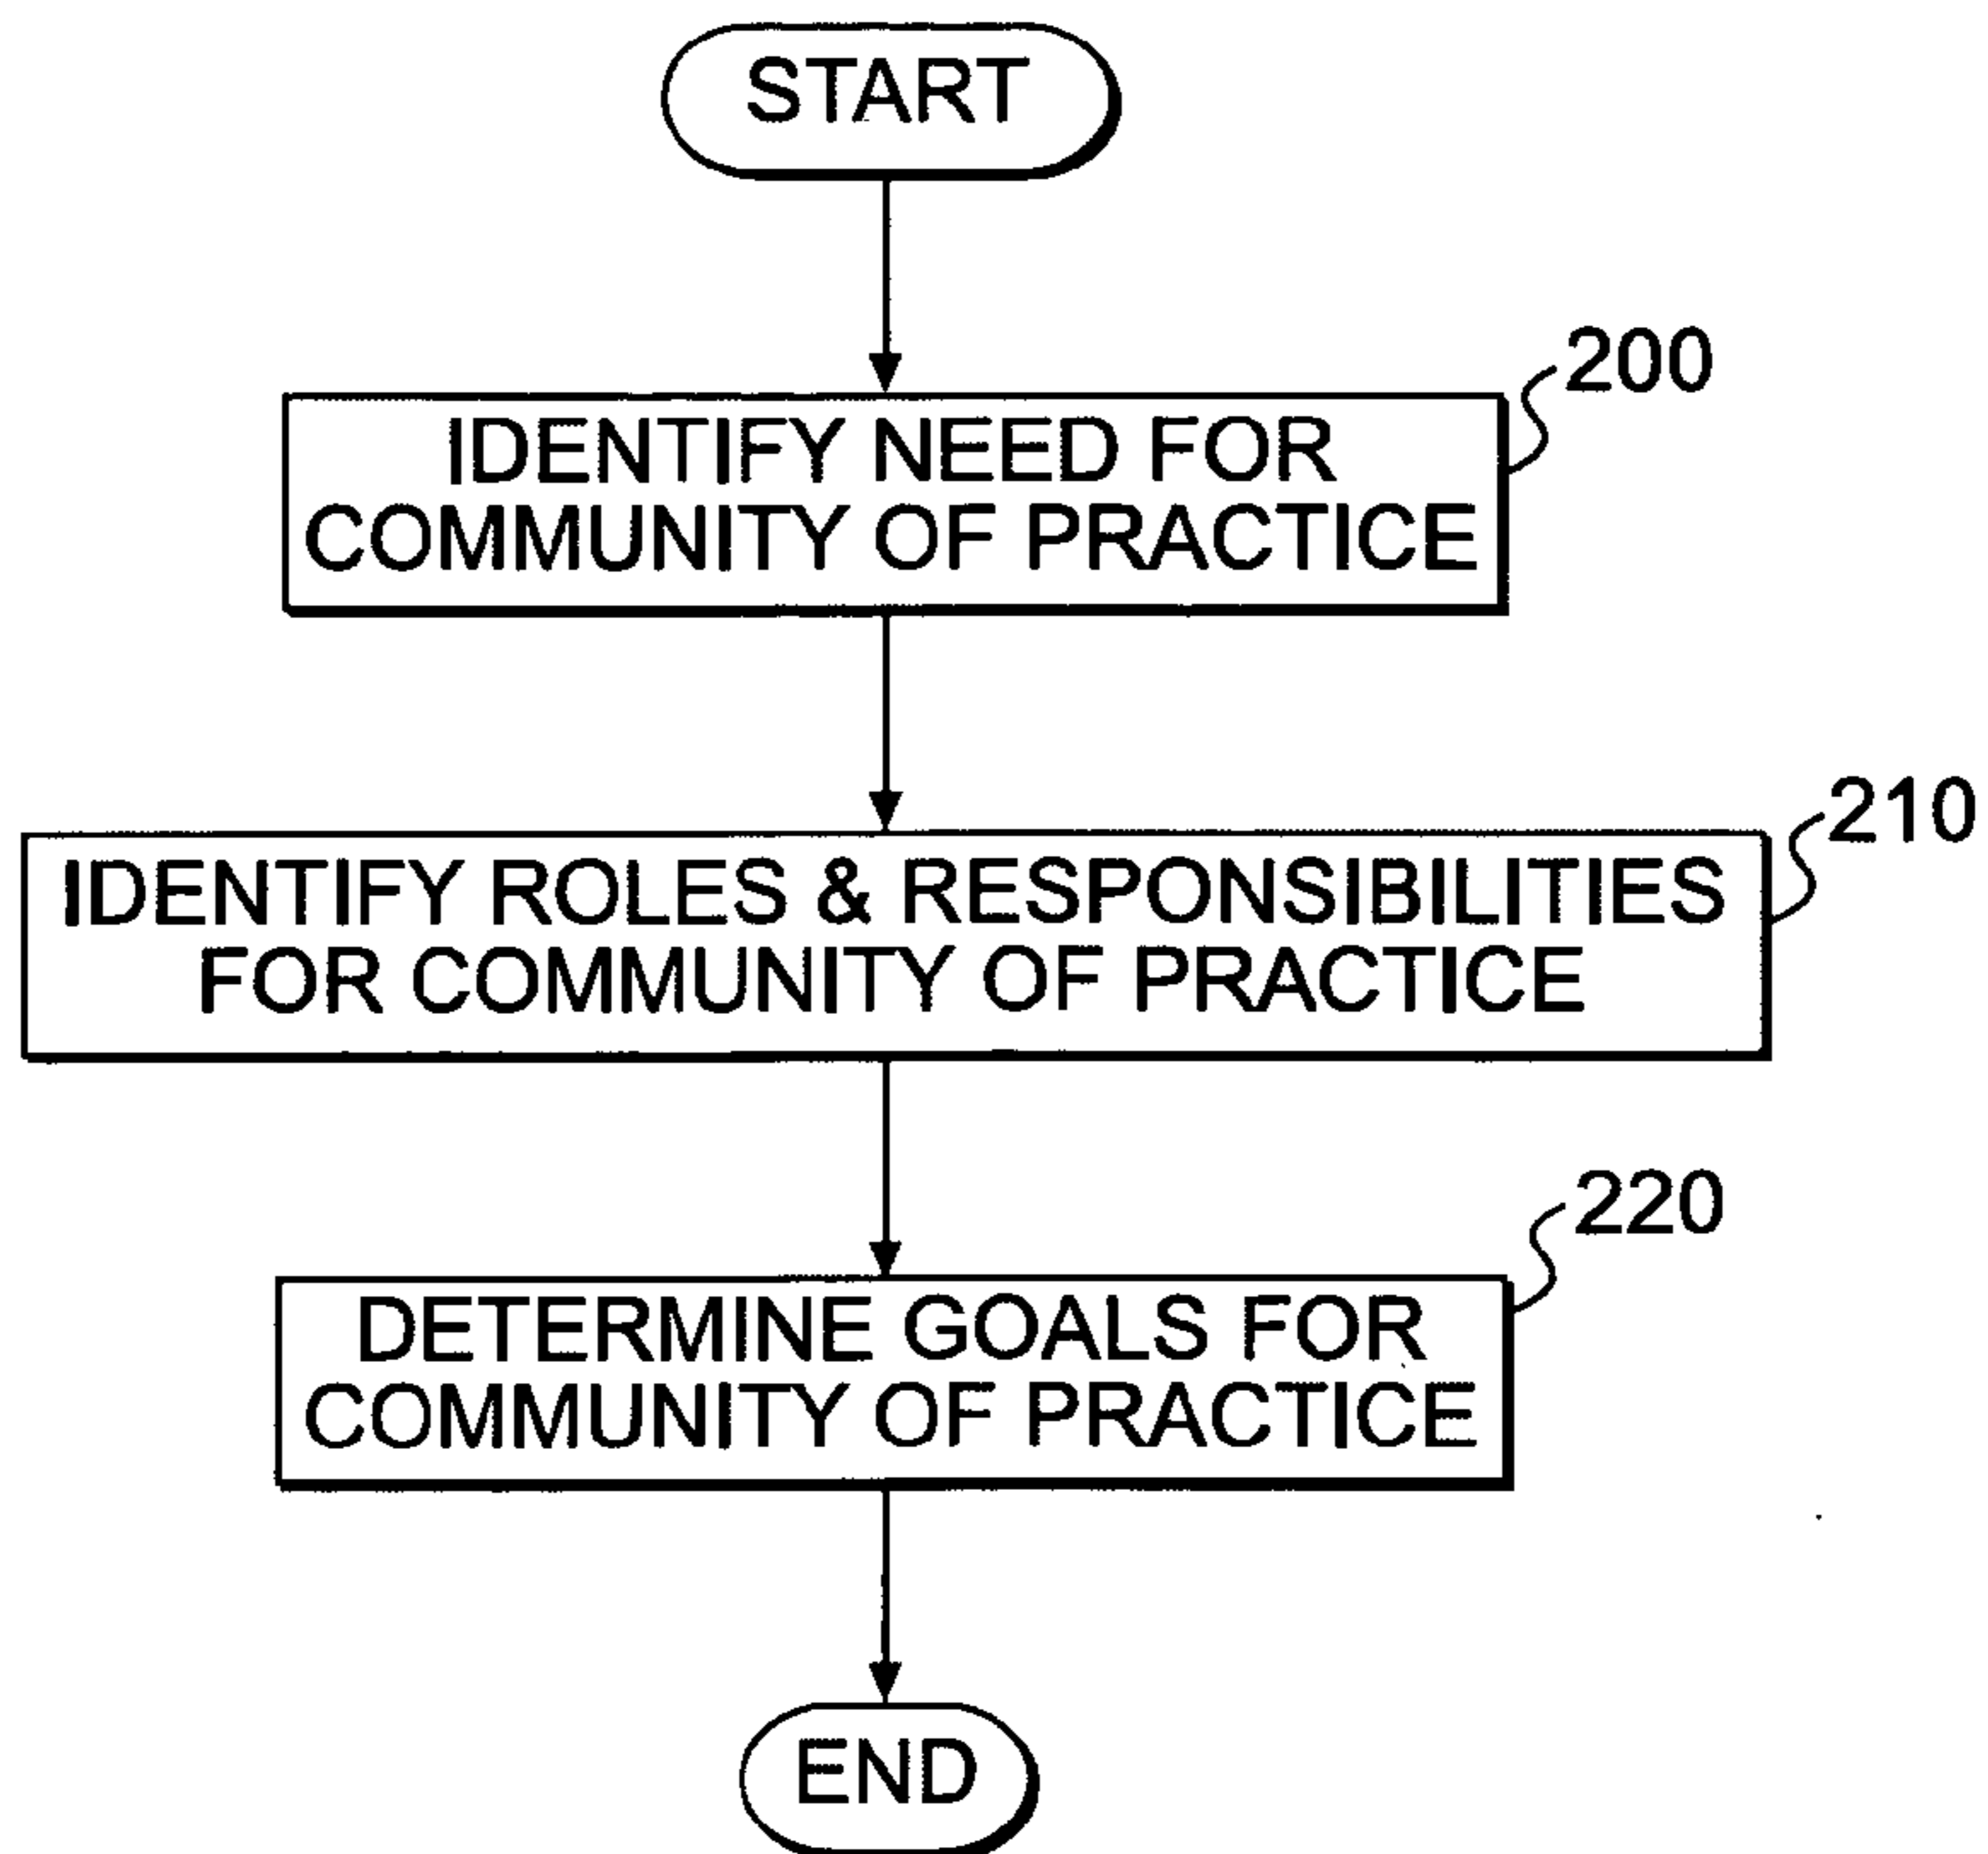 START
200
IDENTIFY NEED FOR
COMMUNITY OF PRACTICE
210
IDENTIFY ROLES & RESPONSIBILITIES
FOR COMMUNITY OF PRACTICE
220
DETERMINE GOALS FOR
COMMUNITY OF PRACTICE
END